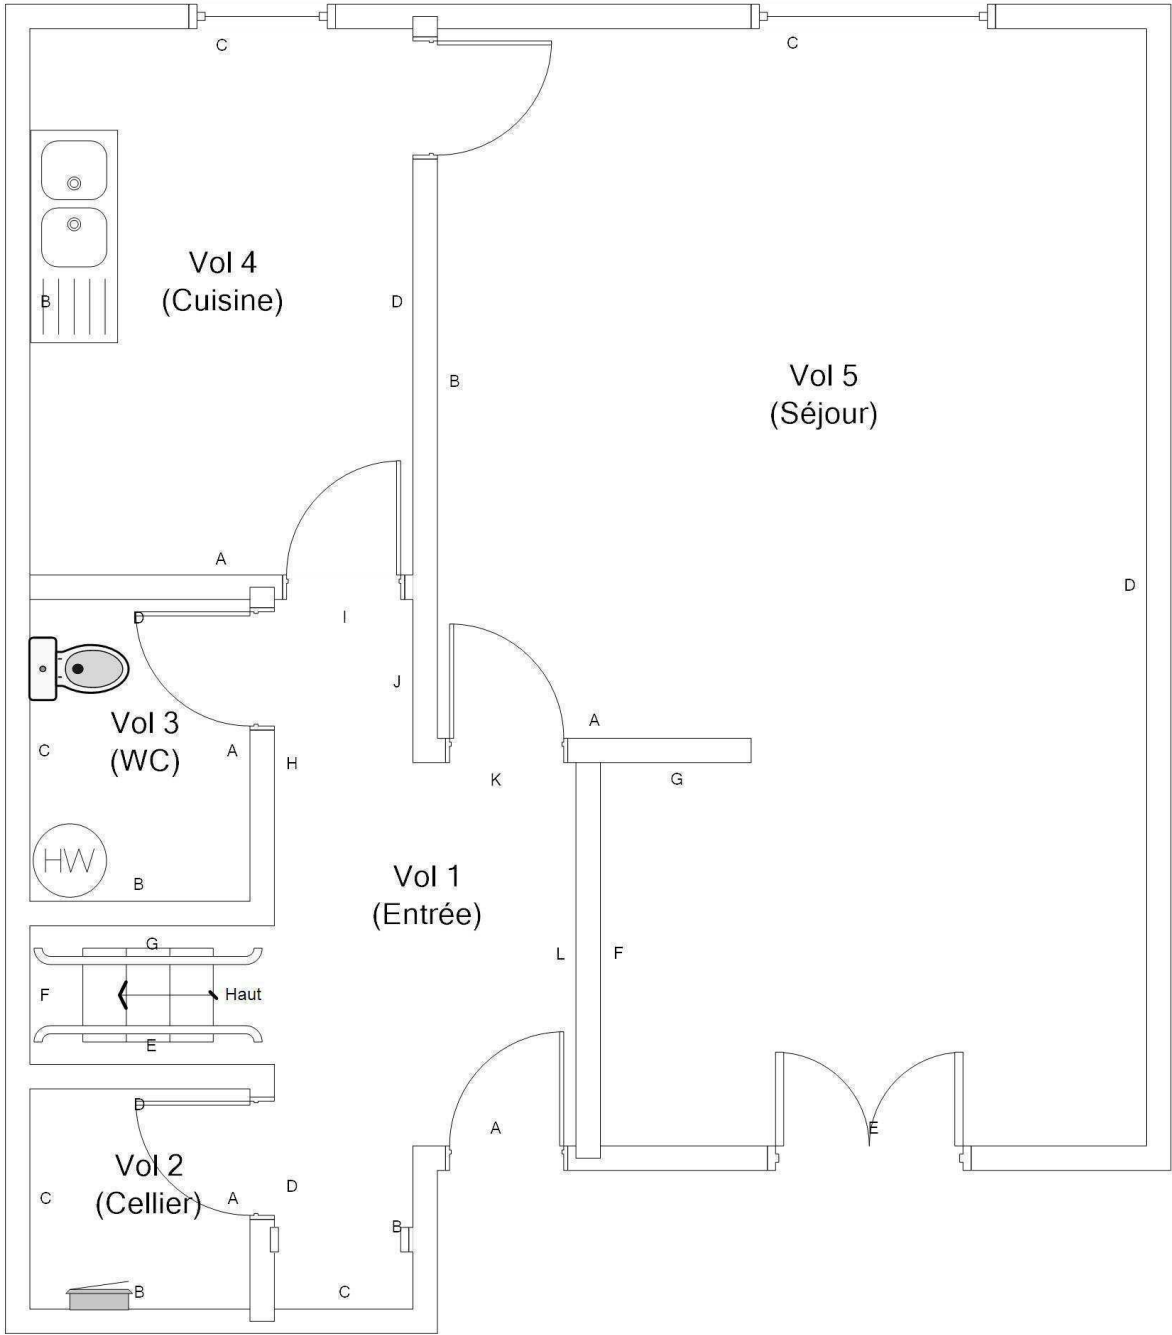 C
C
Vol 4
(Cuisine)
B
D
Vol 5
(Séjour)
B
A
D
D
I
J
Vol 3
(WC)
C
A
H
A
K
G
HW
B
Vol 1
(Entrée)
G
F
Haut
E
L
F
D
A
E
Vol 2
(Cellier)
C
A
D
B
B
C